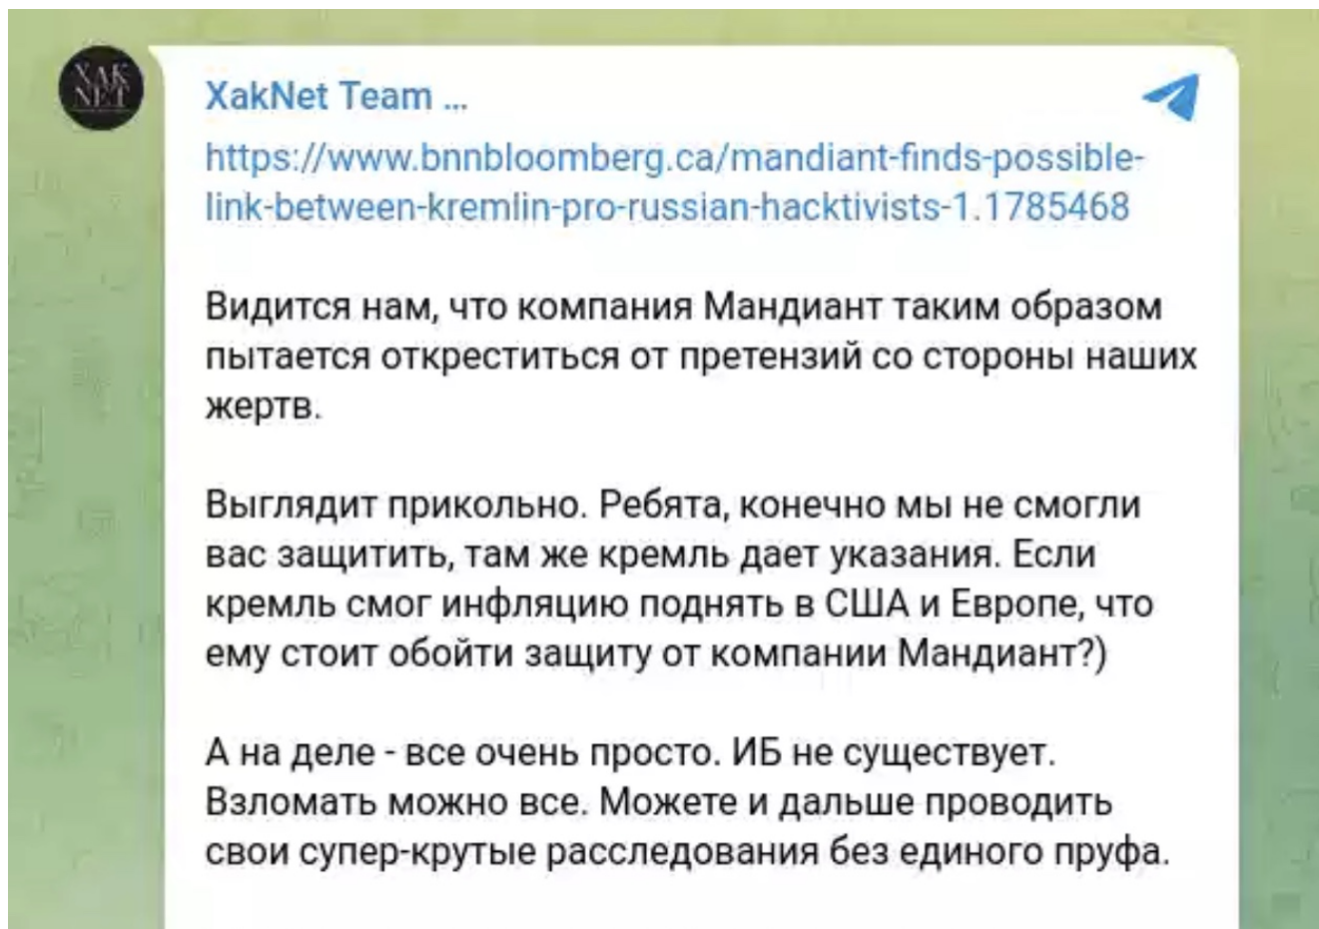 XAK
NET
XakNet Team ...
https://www.bnnbloomberg.ca/mandiant-finds-possible-
link-between-kremlin-pro-russian-hacktivists-1.1785468
Видится нам, что компания Мандиант таким образом
пытается откреститься от претензий со стороны наших
жертв.
Выглядит прикольно. Ребята, конечно мы не смогли
вас защитить, там же кремль дает указания. Если
кремль смог инфляцию поднять в США и Европе, что
ему стоит обойти защиту от компании Мандиант?)
А на деле - все очень просто. ИБ не существует.
Взломать можно все. Можете и дальше проводить
свои супер-крутые расследования без единого пруфа.